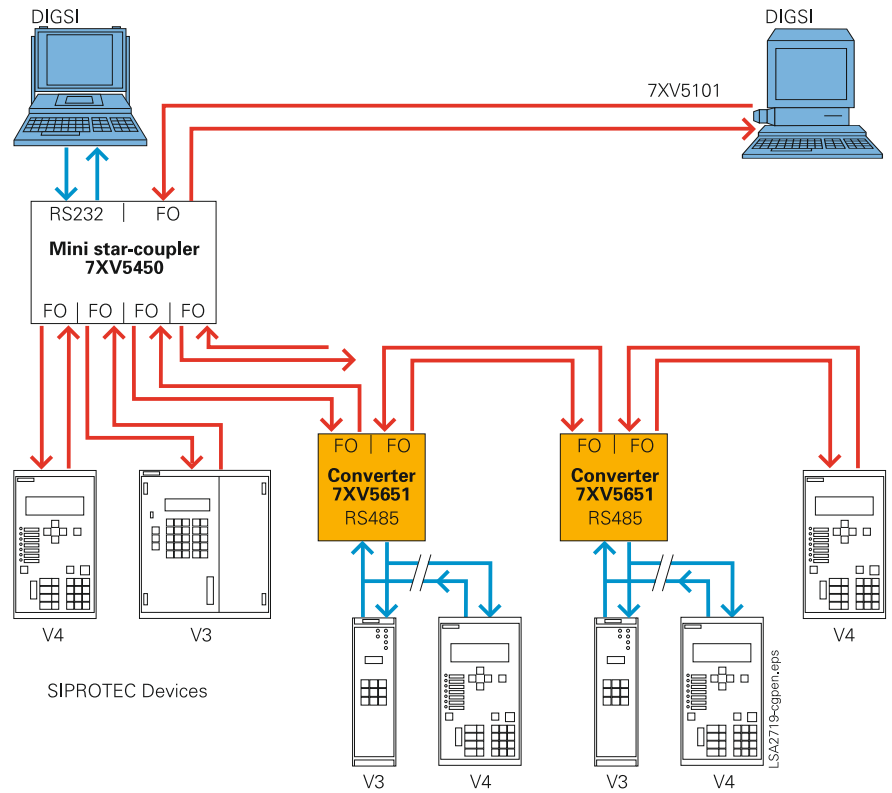 DIGSI
DIGSI
7XV5101
RS232 | FO
Mini star-coupler
7XV5450
FO | FO | FO | FO
FO | FO
Converter
7XV5651
RS485
FO | FO
Converter
7XV5651
RS485
V4
V3
V4
SIPROTEC Devices
LSA2719-cgpen.eps
V3
V4
V3
V4